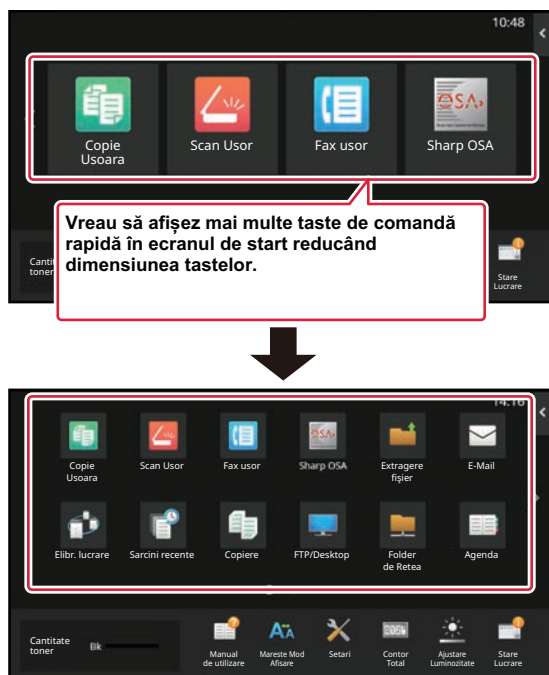 10:48
OSA
Copie
Usoara
Scan Usor
Fax usor
Sharp OSA
Vreau să afișez mai multe taste de comandă
rapidă în ecranul de start reducând
dimensiunea tastelor.
toner
Stare
Lucrare
14:16
OSA
Copie
Usoara
Scan Usor
Fax usor
Sharp OSA
Extragere
fişier
E-Mail
Elibr. lucrare
Sarcini recente
Copiere
FTP/Desktop
Folder
de Retea
Agenda
Cantitate
toner
Bk
Manual
de utilizare
Mareste Mod
Afisare
Setari
Contor
Total
Ajustare
Luminozitate
Stare
Lucrare